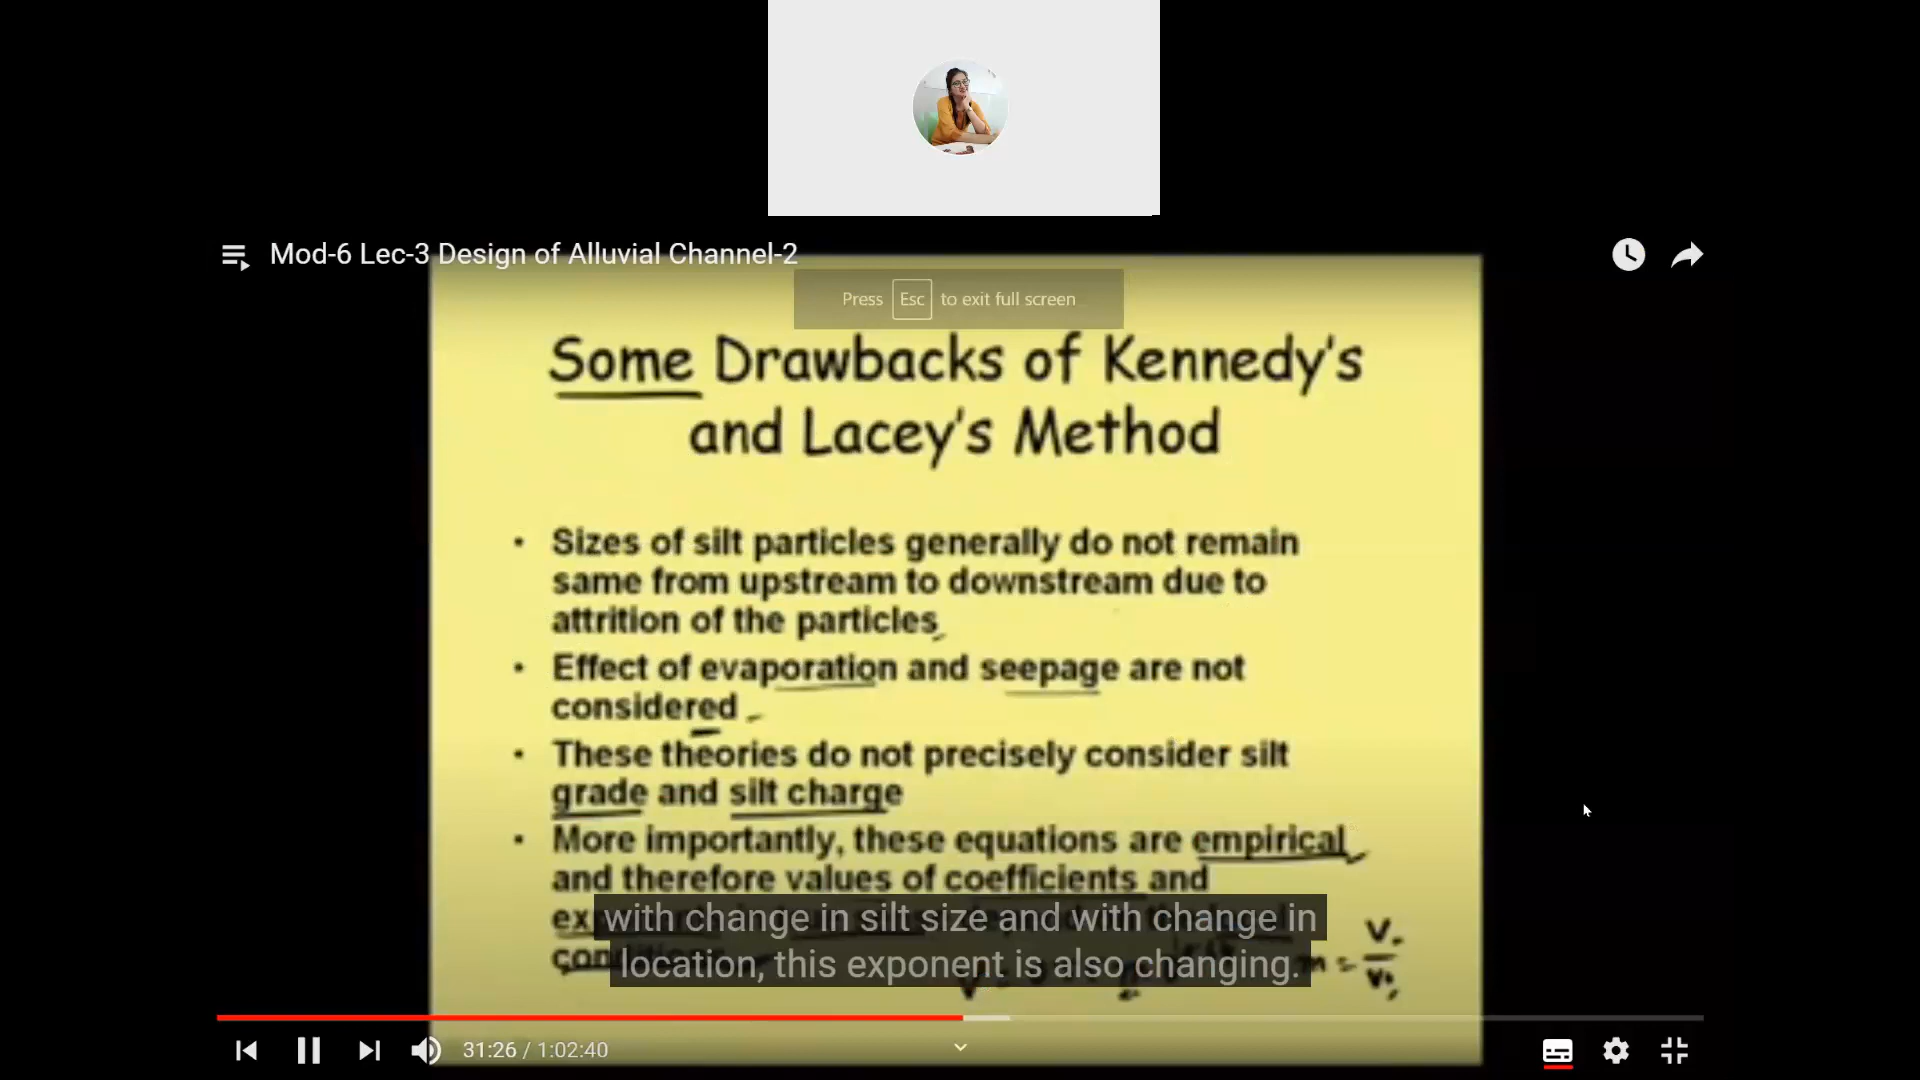 Mod-6 Lec-3 Design of Alluvial Channel-2
Press Esc to exit full screen
Some Drawbacks of Kennedy's
and Lacey's Method
• Sizes of silt particles generally do not remain
same from upstream to downstream due to
attrition of the particles
• Effect of evaporation and seepage are not
considered
• These theories do not precisely consider silt
grade and silt charge
• More importantly, these equations are empirical
and therefore values of coefficients and
with change in silt size and with change in
location, this exponent is also changing.
31:26 / 1:02:40